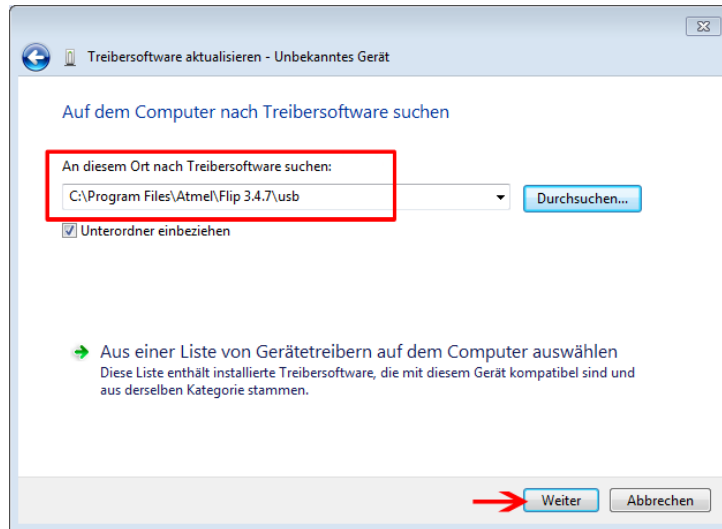 Treibersoftware aktualisieren - Unbekanntes Gerät
Auf dem Computer nach Treibersoftware suchen
An diesem Ort nach Treibersoftware suchen:
C:\Program Files\Atmel\Flip 3.4.7\usb
Durchsuchen...
Unterordner einbeziehen
Aus einer Liste von Gerätetreibern auf dem Computer auswählen
Diese Liste enthält installierte Treibersoftware, die mit diesem Gerät kompatibel sind und
aus derselben Kategorie stammen.
Weiter
Abbrechen